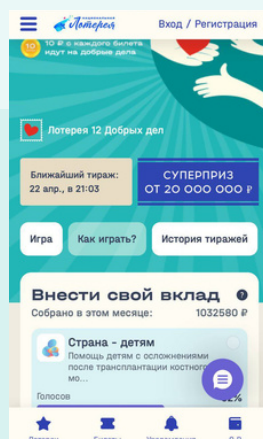 НАЦИОНАЛЬНАЯ
Лотерея
Вход / Регистрация
10
10 ₽ с каждого билета
идут на добрые дела
Лотерея 12 Добрых дел
Ближайший тираж:
22 апр., в 21:03
СУПЕРПРИЗ
ОТ 20 000 000 ₽
Игра
Как играть?
История тиражей
Внести свой вклад
Собрано в этом месяце:
1032580 ₽
Страна - детям
Помощь детям с осложнениями
после трансплантации костного
мо...
Голосов